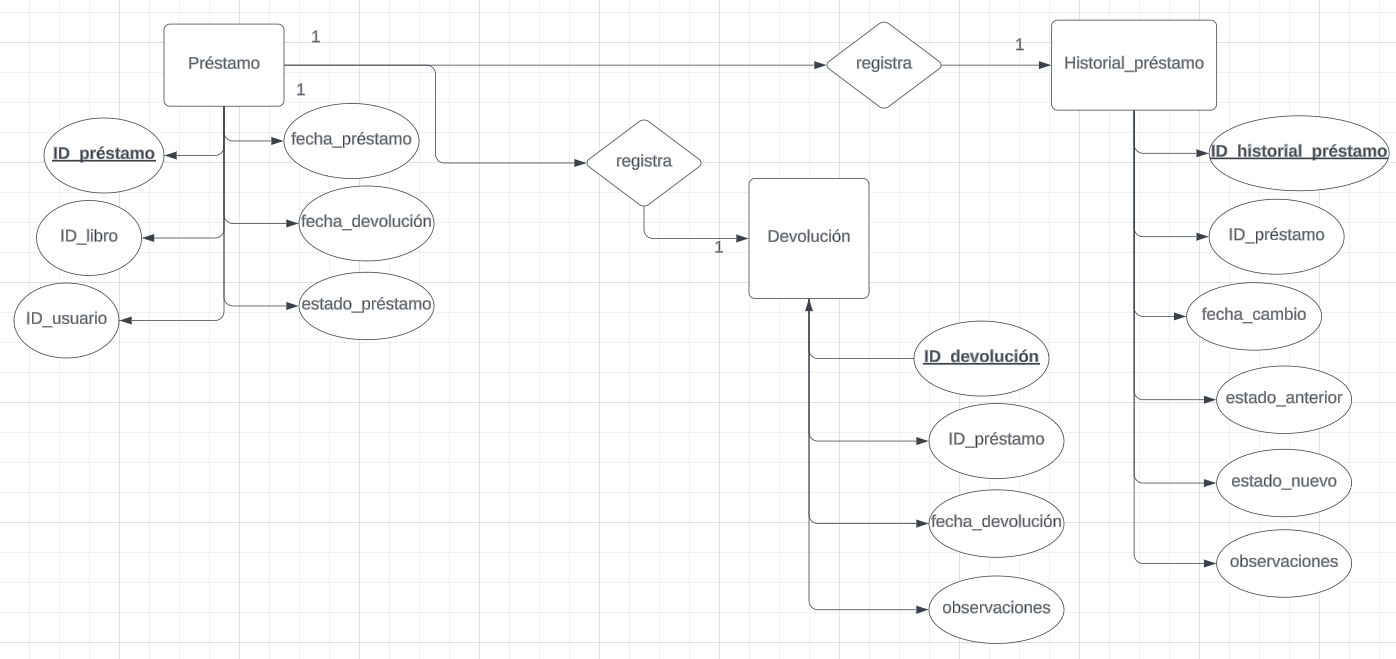 1
1
Préstamo
registra
Historial_préstamo
1
fecha_préstamo
ID_préstamo
ID_historial_préstamo
registra
fecha_devolución
ID_libro
Devolución
1
ID_préstamo
estado_préstamo
ID_usuario
fecha_cambio
ID_devolución
estado_anterior
ID_préstamo
estado_nuevo
fecha_devolución
observaciones
observaciones